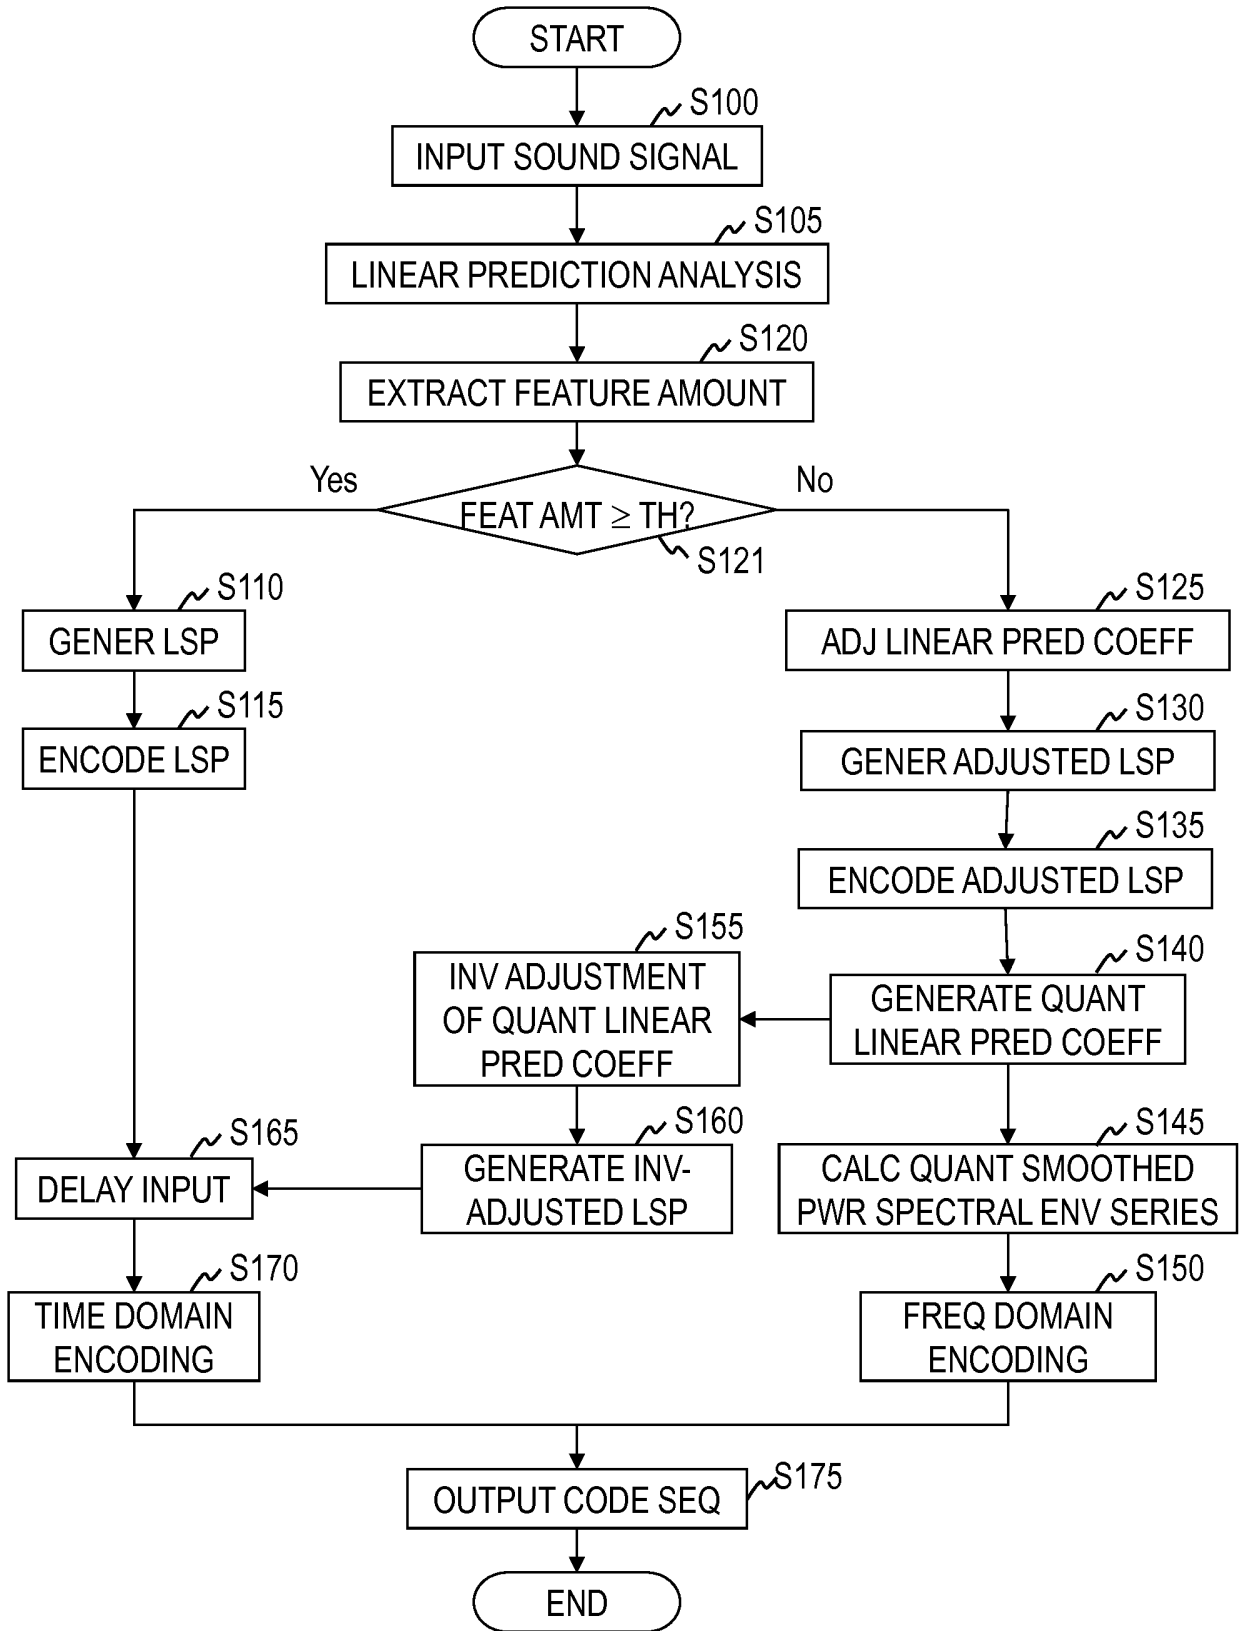 START
S100
INPUT SOUND SIGNAL
S105
LINEAR PREDICTION ANALYSIS
S120
EXTRACT FEATURE AMOUNT
Yes
No
FEAT AMT ≥ TH?
S121
S110
GENER LSP
S115
ENCODE LSP
S125
ADJ LINEAR PRED COEFF
S130
GENER ADJUSTED LSP
S135
ENCODE ADJUSTED LSP
S140
GENERATE QUANT
LINEAR PRED COEFF
S155
INV ADJUSTMENT
OF QUANT LINEAR
PRED COEFF
S160
GENERATE INV-
ADJUSTED LSP
S145
CALC QUANT SMOOTHED
PWR SPECTRAL ENV SERIES
S165
DELAY INPUT
S170
TIME DOMAIN
ENCODING
S150
FREQ DOMAIN
ENCODING
S175
OUTPUT CODE SEQ
END